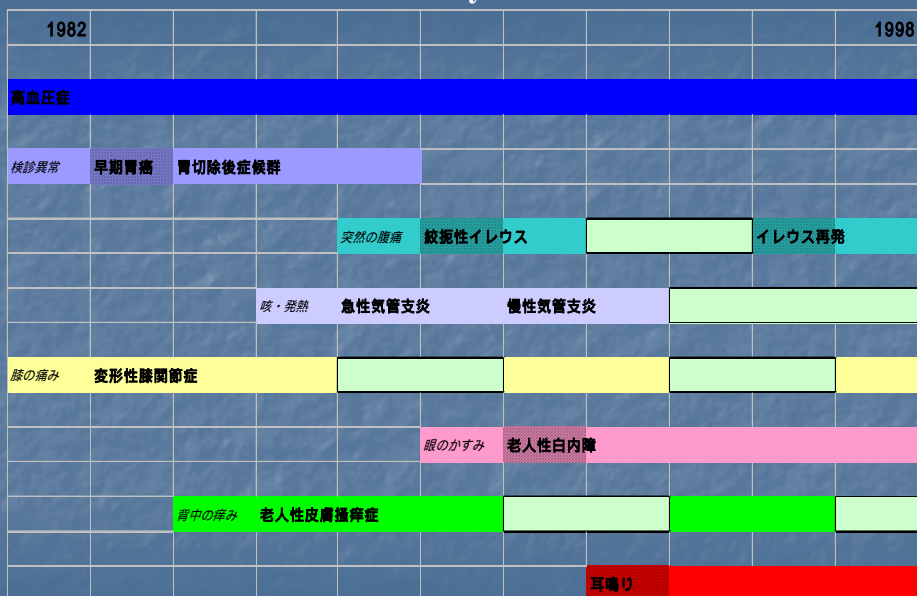 1982 1998
高血圧症
検診異常 早期胃癌 胃切除後症候群
突然の腹痛 絞扼性イレウス イレウス再発
咳・発熱 急性気管支炎 慢性気管支炎
膝の痛み 変形性膝関節症
眼のかすみ 老人性白内障
背中の痒み 老人性皮膚掻痒症
耳鳴り